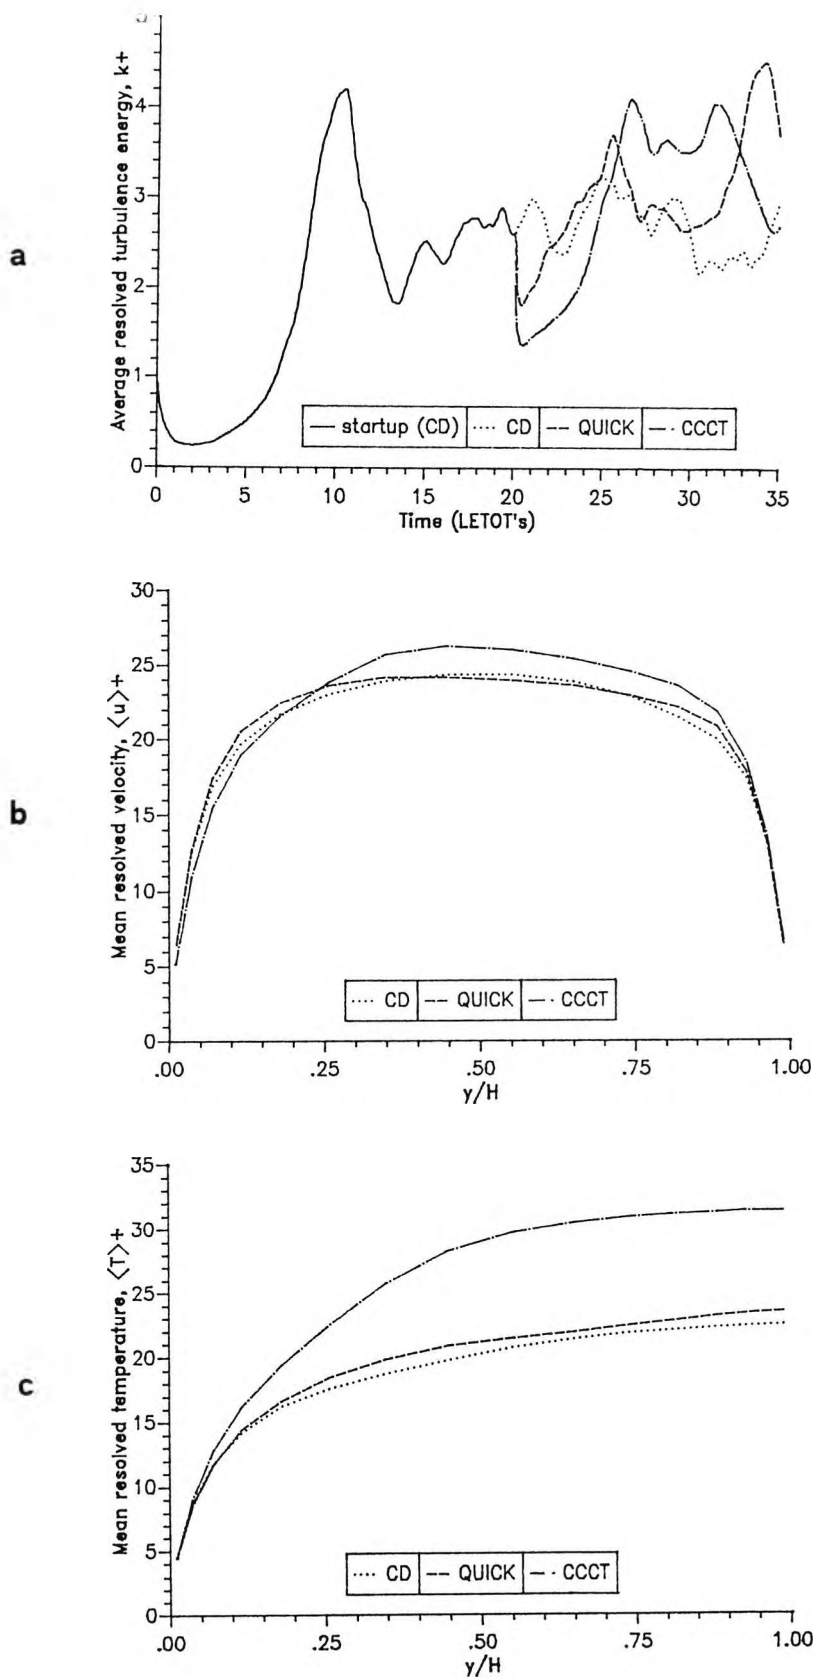 a
Average resolved turbulence energy, k+
5
4
3
2
1
0
startup (CD) CD QUICK CCCT
0 5 10 15 20 25 30 35
Time (LETOT's)
b
Mean resolved velocity, ⟨u⟩+
30
25
20
15
10
5
0
CD QUICK CCCT
.00 .25 .50 .75 1.00
y/H
c
Mean resolved temperature, ⟨T⟩+
35
30
25
20
15
10
5
0
CD QUICK CCCT
.00 .25 .50 .75 1.00
y/H